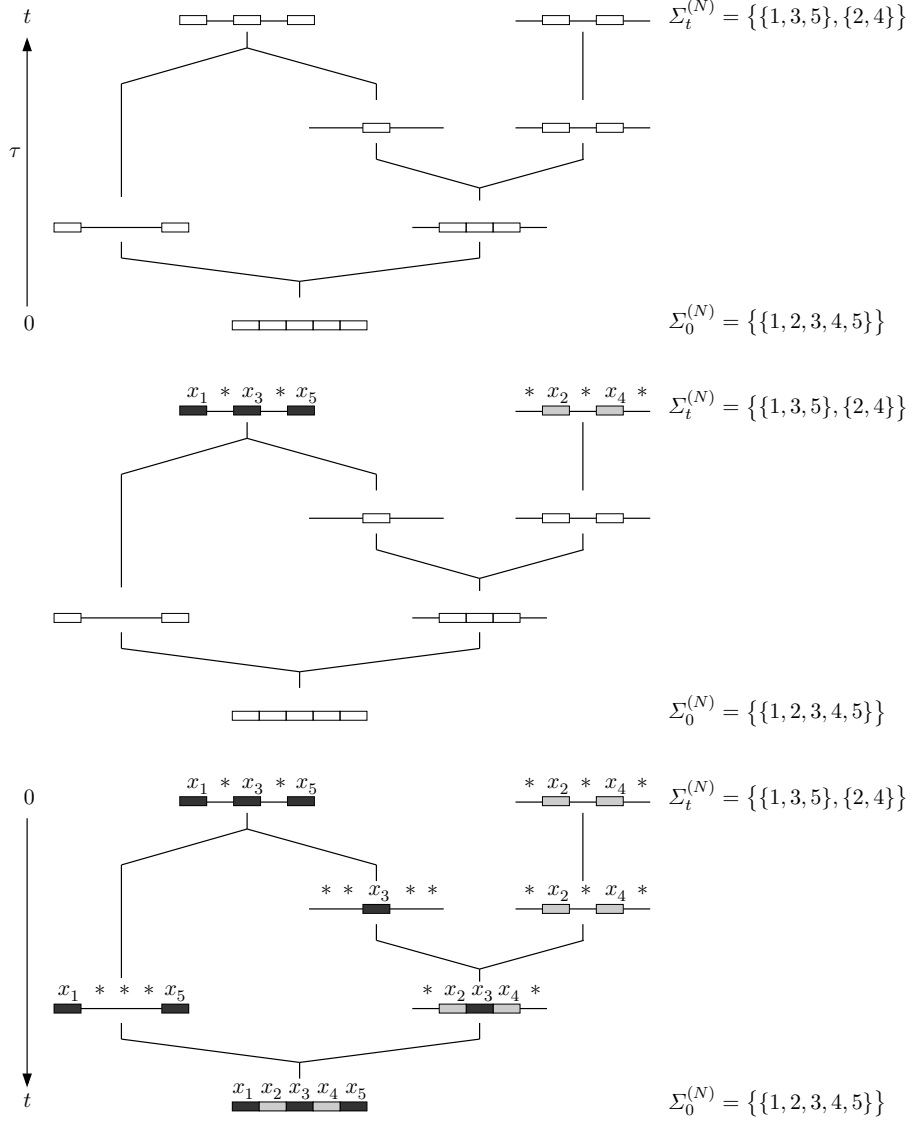 t Σ_t^{(N)} = {{1, 3, 5}, {2, 4}}
τ
0 Σ_0^{(N)} = {{1, 2, 3, 4, 5}}
x_1 * x_3 * x_5 * x_2 * x_4 * Σ_t^{(N)} = {{1, 3, 5}, {2, 4}}
Σ_0^{(N)} = {{1, 2, 3, 4, 5}}
0 x_1 * x_3 * x_5 * x_2 * x_4 * Σ_t^{(N)} = {{1, 3, 5}, {2, 4}}
* * x_3 * * * x_2 * x_4 *
x_1 * * * x_5 * x_2 x_3 x_4 *
t x_1 x_2 x_3 x_4 x_5 Σ_0^{(N)} = {{1, 2, 3, 4, 5}}